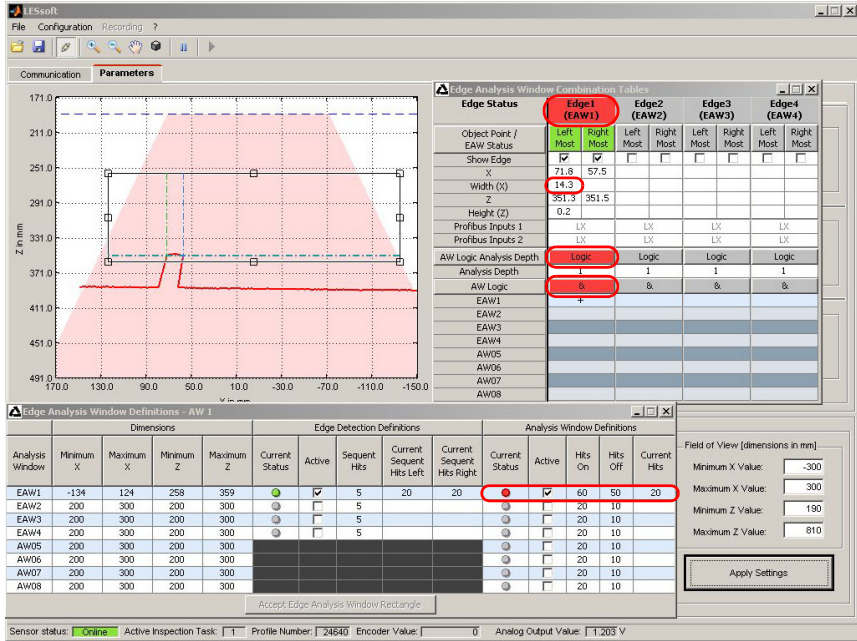 LESsoft
File Configuration Recording ?
Communication Parameters
171.0
211.0
251.0
291.0
331.0
371.0
411.0
451.0
491.0
Z in mm
170.0 130.0 90.0 50.0 10.0 -30.0 -70.0 -110.0 -150.0
Edge Analysis Window Combination Tables
Edge Status Edge1 (EAW1) Edge2 (EAW2) Edge3 (EAW3) Edge4 (EAW4)
Object Point / EAW Status Left Most Right Most Left Most Right Most Left Most Right Most Left Most Right Most
Show Edge
X 71.8 57.5
Width (X) 14.3
Z 351.3 351.5
Height (Z) 0.2
Profibus Inputs 1 LX LX LX LX
Profibus Inputs 2 LX LX LX LX
AW Logic Analysis Depth Logic Logic Logic Logic
Analysis Depth 1 1 1 1
AW Logic & & & &
EAW1 +
EAW2
EAW3
EAW4
AW05
EAW06
AW07
AW08
Edge Analysis Window Definitions - AW 1
Dimensions Edge Detection Definitions Analysis Window Definitions
Analysis Window Minimum X Maximum X Minimum Z Maximum Z Current Status Active Sequent Hits Current Sequent Hits Left Current Sequent Hits Right Current Status Active Hits On Hits Off Current Hits
EAW1 -134 124 258 359 5 20 20 60 50 20
EAW2 200 300 200 300 5 20 10
EAW3 200 300 200 300 5 20 10
EAW4 200 300 200 300 5 20 10
AW05 200 300 200 300 20 10
AW06 200 300 200 300 20 10
AW07 200 300 200 300 20 10
AW08 200 300 200 300 20 10
Accept Edge Analysis Window Rectangle
Field of View [dimensions in mm]
Minimum X Value: -300
Maximum X Value: 300
Minimum Z Value: 190
Maximum Z Value: 810
Apply Settings
Sensor status: Online Active Inspection Task: 1 Profile Number: 24640 Encoder Value: 0 Analog Output Value: 1.203 V